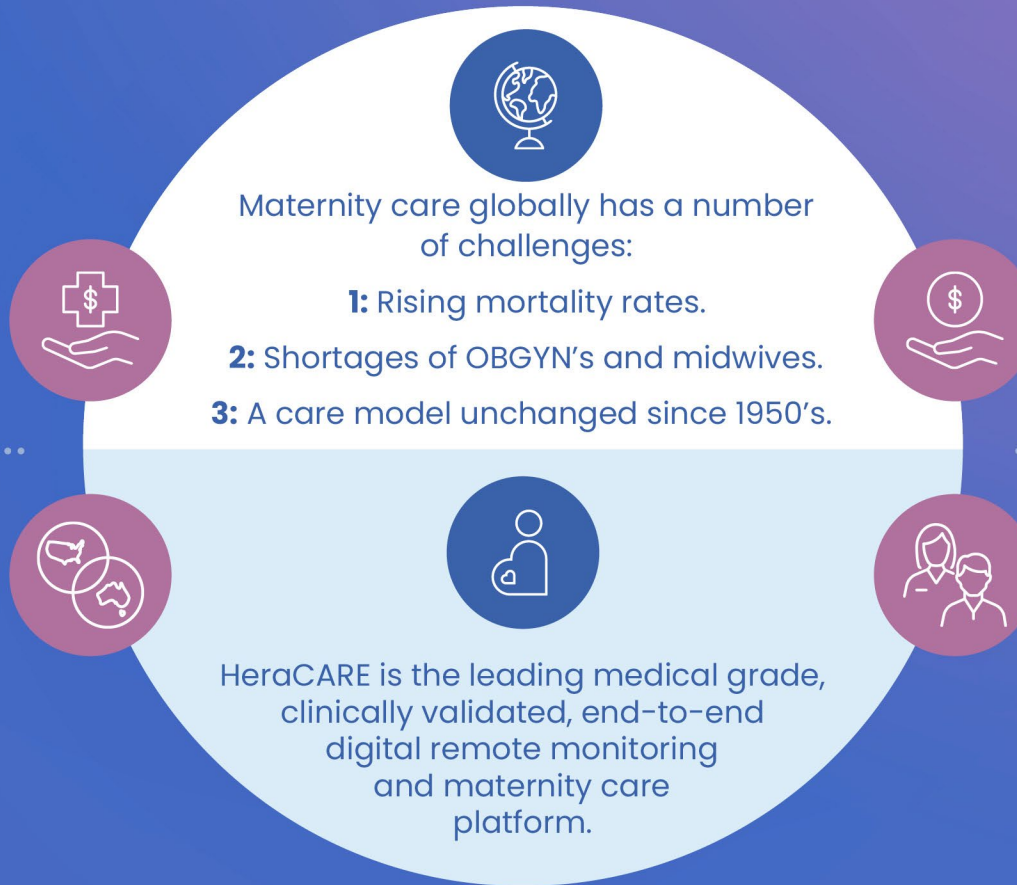 Maternity care globally has a number
of challenges:
1: Rising mortality rates.
2: Shortages of OBGYN's and midwives.
3: A care model unchanged since 1950's.
$
$
HeraCARE is the leading medical grade,
clinically validated, end-to-end
digital remote monitoring
and maternity care
platform.